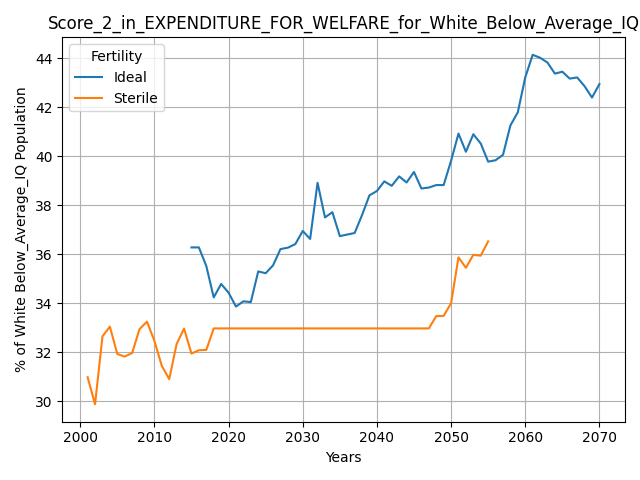 Score_2_in_EXPENDITURE_FOR_WELFARE_for_White_Below_Average_IQ
Fertility
Ideal
Sterile
% of White Below_Average_IQ Population
44
42
40
38
36
34
32
30
2000 2010 2020 2030 2040 2050 2060 2070
Years